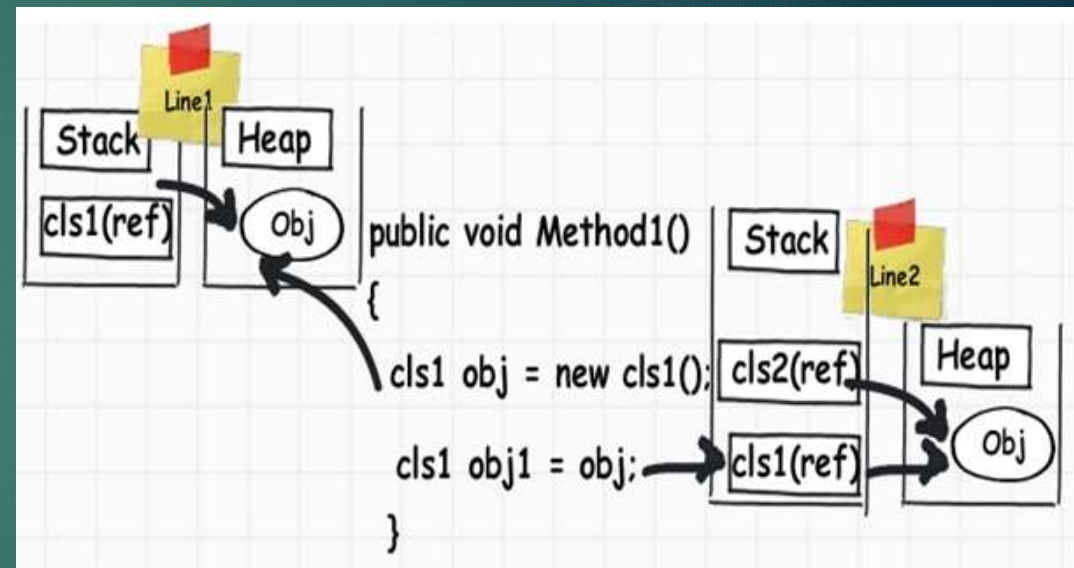 Line1
Stack
Heap
cls1(ref)
Obj
public void Method1()
{
cls1 obj = new cls1();
cls1 obj1 = obj;
}
Stack
Line2
cls2(ref)
Heap
cls1(ref)
Obj